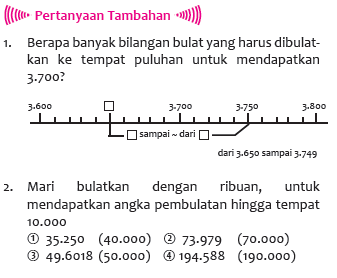 Pertanyaan Tambahan
1. Berapa banyak bilangan bulat yang harus dibulat-
kan ke tempat puluhan untuk mendapatkan
3.700?
3.600 □ 3.700 3.750 3.800
□ sampai ~ dari □
dari 3.650 sampai 3.749
2. Mari bulatkan dengan ribuan, untuk
mendapatkan angka pembulatan hingga tempat
10.000
① 35.250 (40.000) ② 73.979 (70.000)
③ 49.6018 (50.000) ④ 194.588 (190.000)